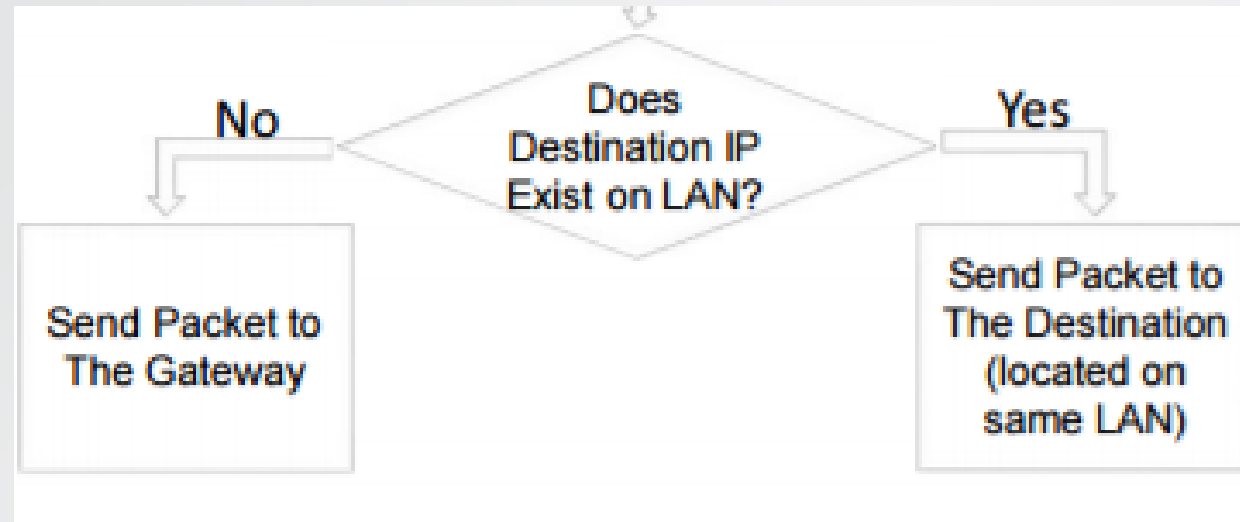 No
Does
Destination IP
Exist on LAN?
Yes
Send Packet to
The Gateway
Send Packet to
The Destination
(located on
same LAN)